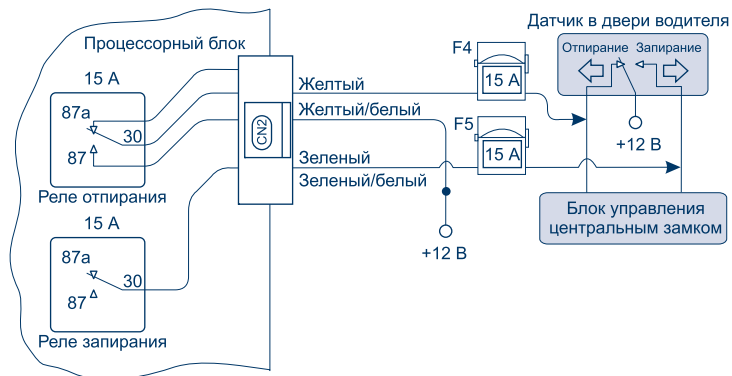 Датчик в двери водителя
Процессорный блок
F4
Отпирание Запирание
15 А
Желтый
15 А
87а
Желтый/белый
30
CN2
F5
+12 В
87
Зеленый
15 А
Реле отпирания
Зеленый/белый
15 А
Блок управления
центральным замком
87а
+12 В
30
87
Реле запирания